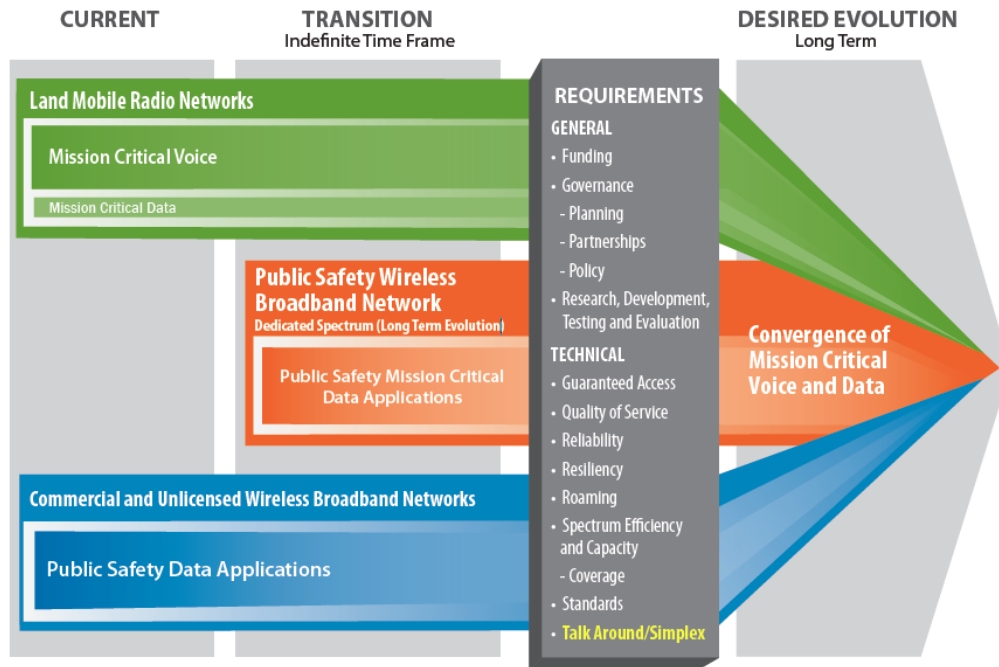 CURRENT
TRANSITION
Indefinite Time Frame
DESIRED EVOLUTION
Long Term
Land Mobile Radio Networks
Mission Critical Voice
Mission Critical Data
Public Safety Wireless
Broadband Network
Dedicated Spectrum (Long Term Evolution)
Public Safety Mission Critical
Data Applications
Commercial and Unlicensed Wireless Broadband Networks
Public Safety Data Applications
REQUIREMENTS
GENERAL
• Funding
• Governance
- Planning
- Partnerships
- Policy
• Research, Development,
Testing and Evaluation
TECHNICAL
• Guaranteed Access
• Quality of Service
• Reliability
• Resiliency
• Roaming
• Spectrum Efficiency
and Capacity
- Coverage
• Standards
• Talk Around/Simplex
Convergence of
Mission Critical
Voice and Data